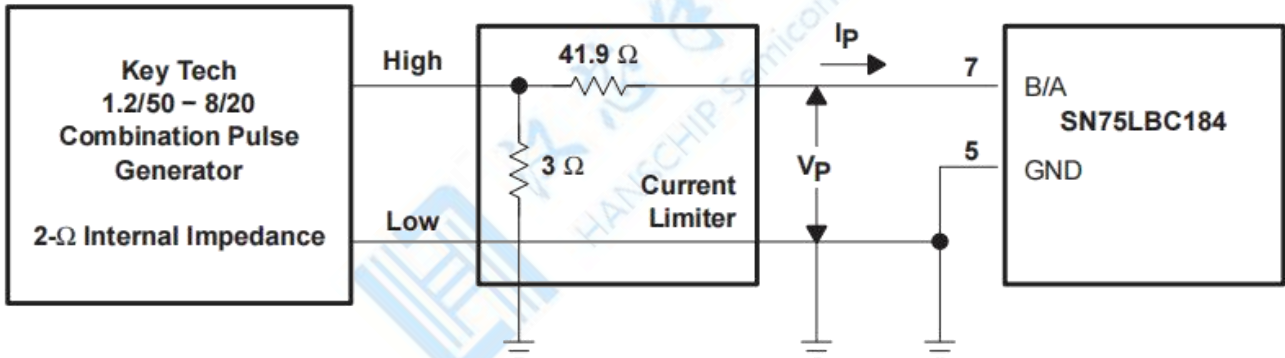 Key Tech
1.2/50 – 8/20
Combination Pulse
Generator
2-Ω Internal Impedance
High
Low
41.9 Ω
3 Ω
Current
Limiter
IP
VP
7
B/A
SN75LBC184
5
GND
HANSCHIP Semicon